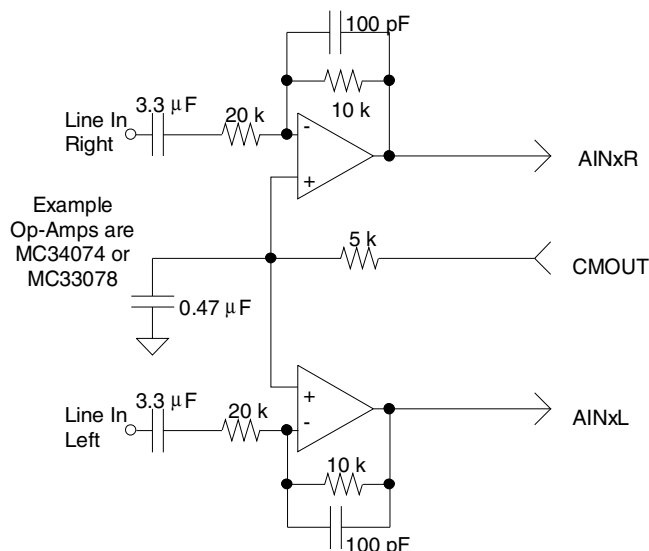 100 pF
3.3 μF
20 k
10 k
Line In
Right
-
+
AINxR
Example
Op-Amps are
MC34074 or
MC33078
5 k
CMOUT
0.47 μF
3.3 μF
20 k
Line In
Left
+
-
AINxL
10 k
100 pF